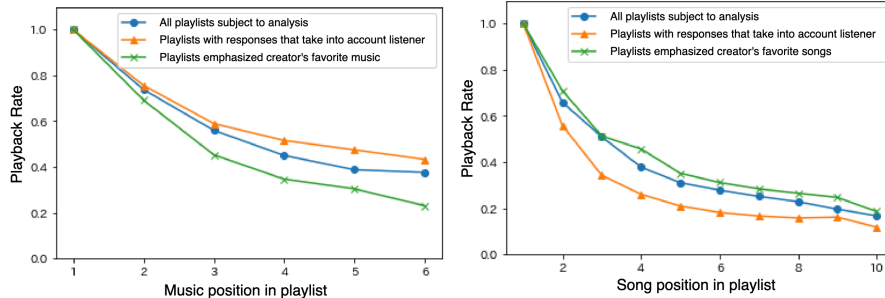 All playlists subject to analysis
Playlists with responses that take into account listener
Playlists emphasized creator's favorite music
1.0
0.8
0.6
0.4
0.2
0.0
Playback Rate
1 2 3 4 5 6
Music position in playlist
All playlists subject to analysis
Playlists with responses that take into account listener
Playlists emphasized creator's favorite songs
1.0
0.8
0.6
0.4
0.2
0.0
Playback Rate
2 4 6 8 10
Song position in playlist